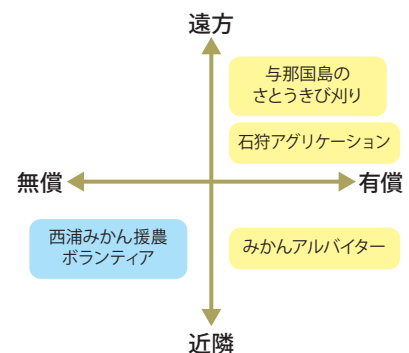 遠方
与那国島の
さとうきび刈り
石狩アグリケーション
無償
有償
西浦みかん援農
ボランティア
みかんアルバイター
近隣